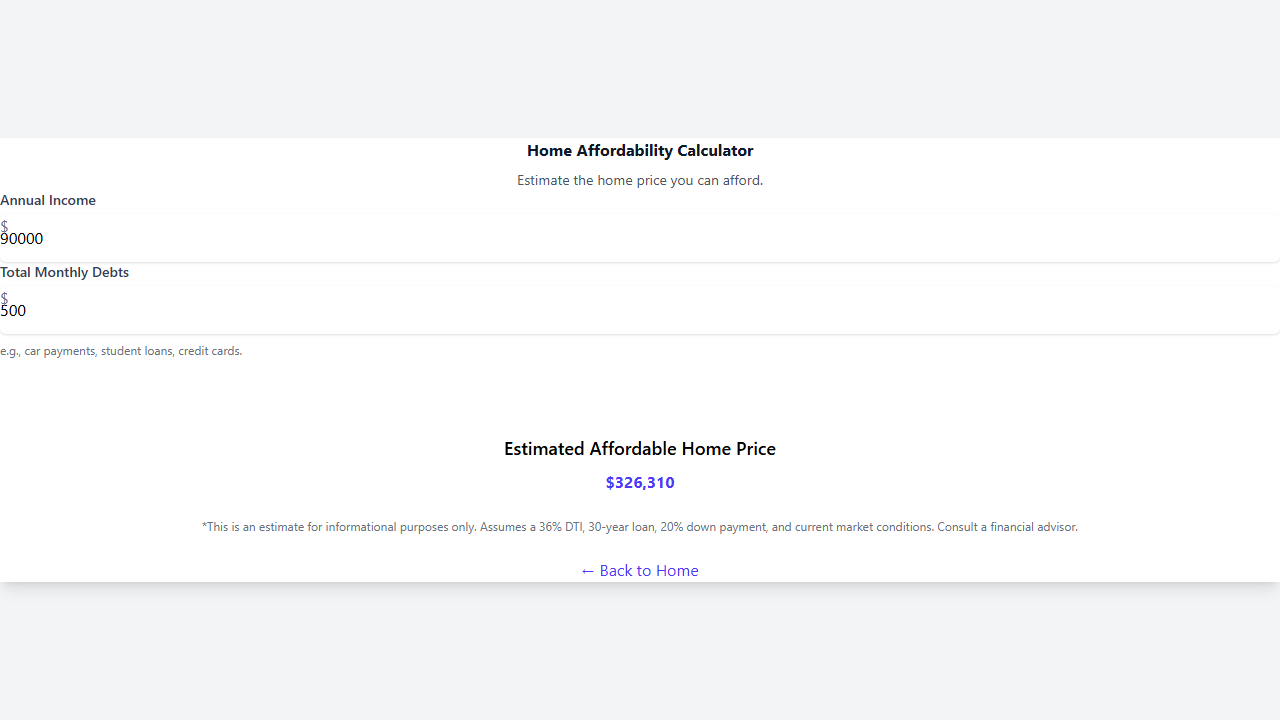 Home Affordability Calculator
Estimate the home price you can afford.
Annual Income
$
90000
Total Monthly Debts
$
500
e.g., car payments, student loans, credit cards.
Estimated Affordable Home Price
$326,310
*This is an estimate for informational purposes only. Assumes a 36% DTI, 30-year loan, 20% down payment, and current market conditions. Consult a financial advisor.
← Back to Home